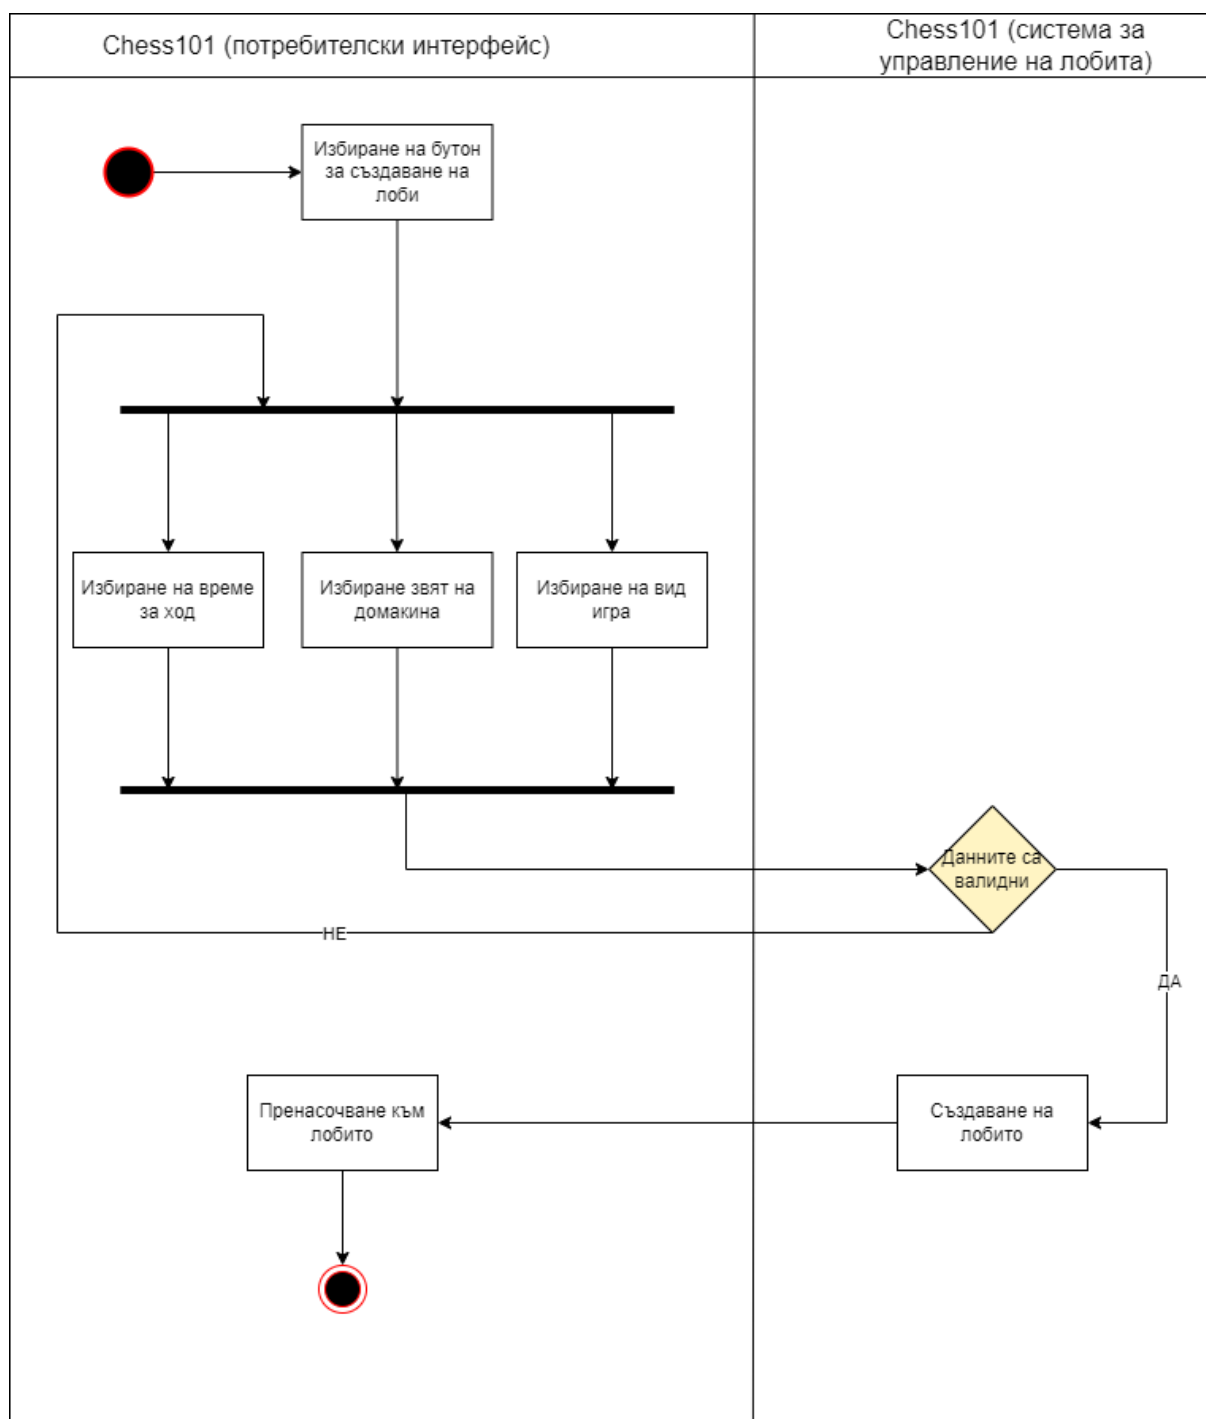 Chess101 (потребителски интерфейс)
Chess101 (система за
управление на лобита)
Избиране на бутон
за създаване на
лоби
Избиране на време
за ход
Избиране звят на
домакина
Избиране на вид
игра
Данните са
валидни
НЕ
ДА
Пренасочване към
лобито
Създаване на
лобито